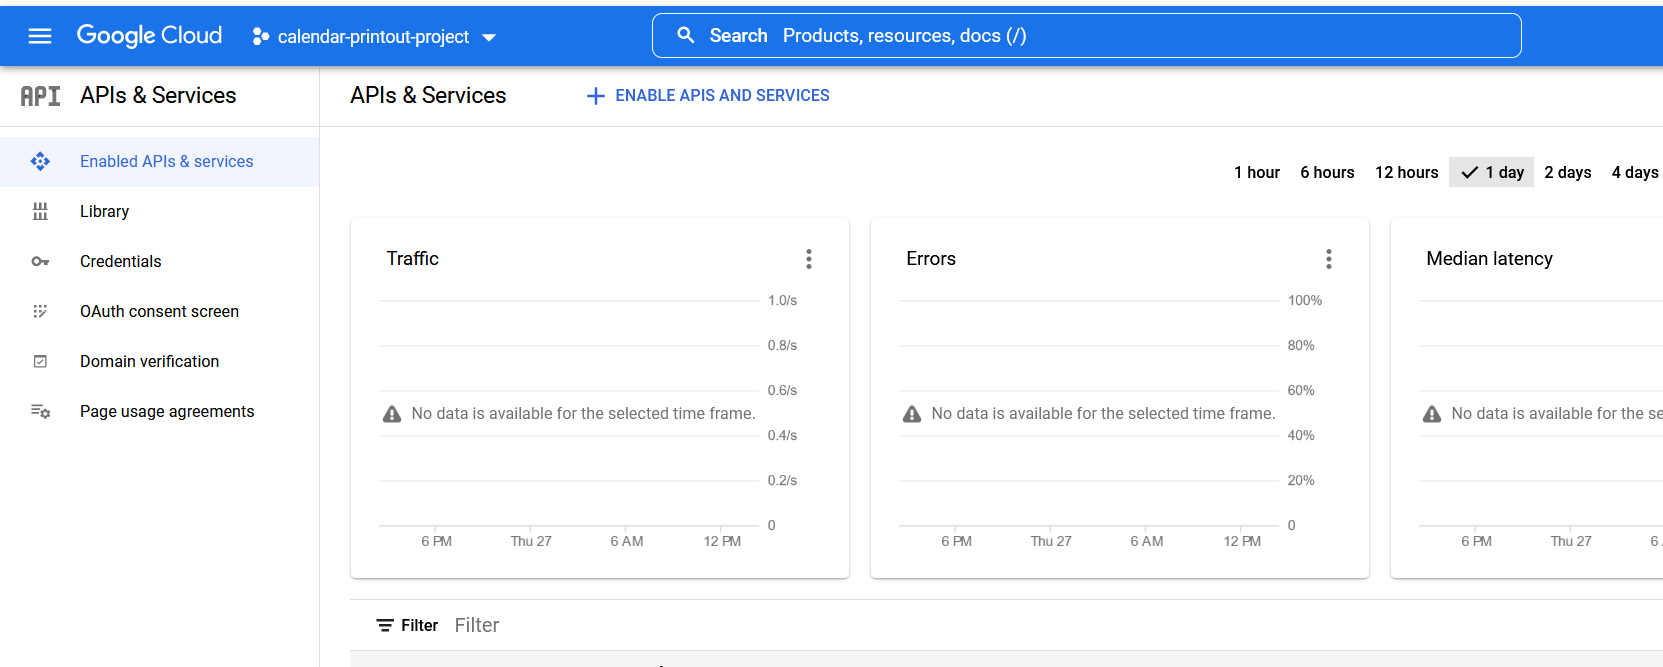 Google Cloud
calendar-printout-project
Search Products, resources, docs (/)
API APIs & Services
APIs & Services
ENABLE APIS AND SERVICES
Enabled APIs & services
Library
Credentials
OAuth consent screen
Domain verification
Page usage agreements
1 hour 6 hours 12 hours 1 day 2 days 4 days
Traffic
1.0/s
0.8/s
0.6/s
No data is available for the selected time frame.
0.4/s
0.2/s
0
6 PM Thu 27 6 AM 12 PM
Errors
100%
80%
60%
No data is available for the selected time frame.
40%
20%
0
6 PM Thu 27 6 AM 12 PM
Median latency
No data is available for the se
6 PM Thu 27 6
Filter Filter